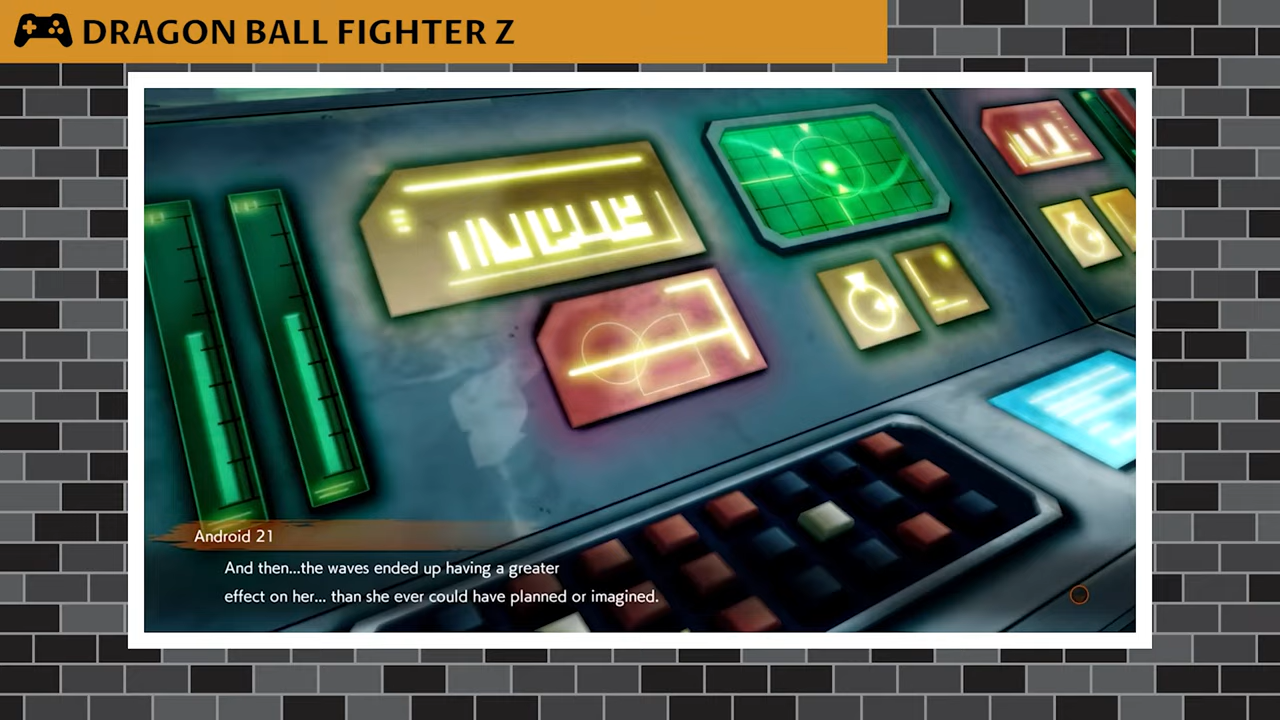 DRAGON BALL FIGHTER Z
Android 21
And then...the waves ended up having a greater
effect on her... than she ever could have planned or imagined.